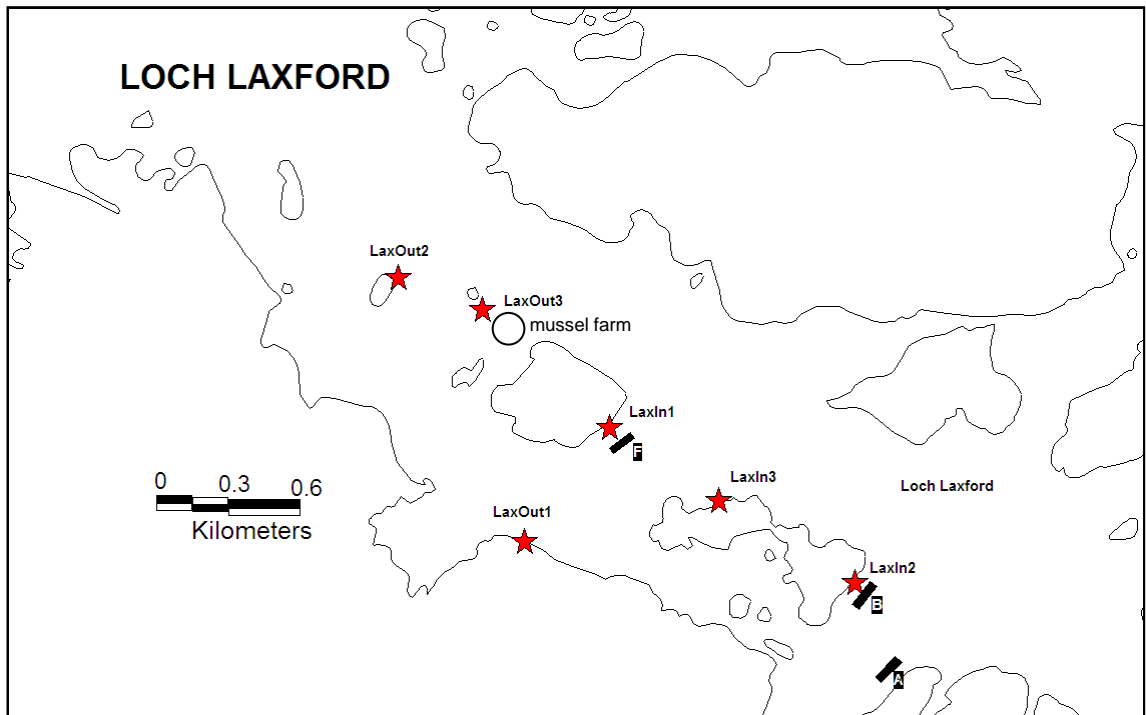 LOCH LAXFORD
LaxOut2
LaxOut3
mussel farm
LaxIn1
F
LaxIn3
Loch Laxford
0 0.3 0.6
Kilometers
LaxOut1
LaxIn2
B
A